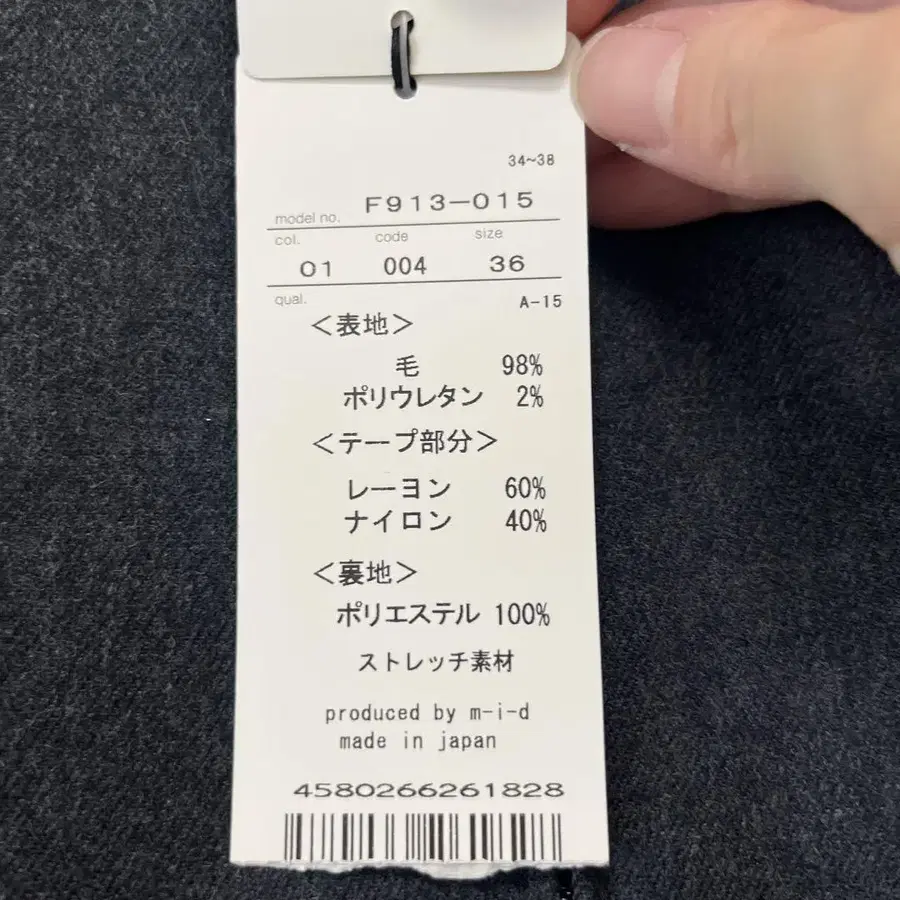 34~38
model no. F913-015
col. code size
01 004 36
qual. A-15
<表地>
毛 98%
ポリウレタン 2%
<テープ部分>
レーヨン 60%
ナイロン 40%
<裏地>
ポリエステル 100%
ストレッチ素材
produced by m-i-d
made in japan
4580266261828